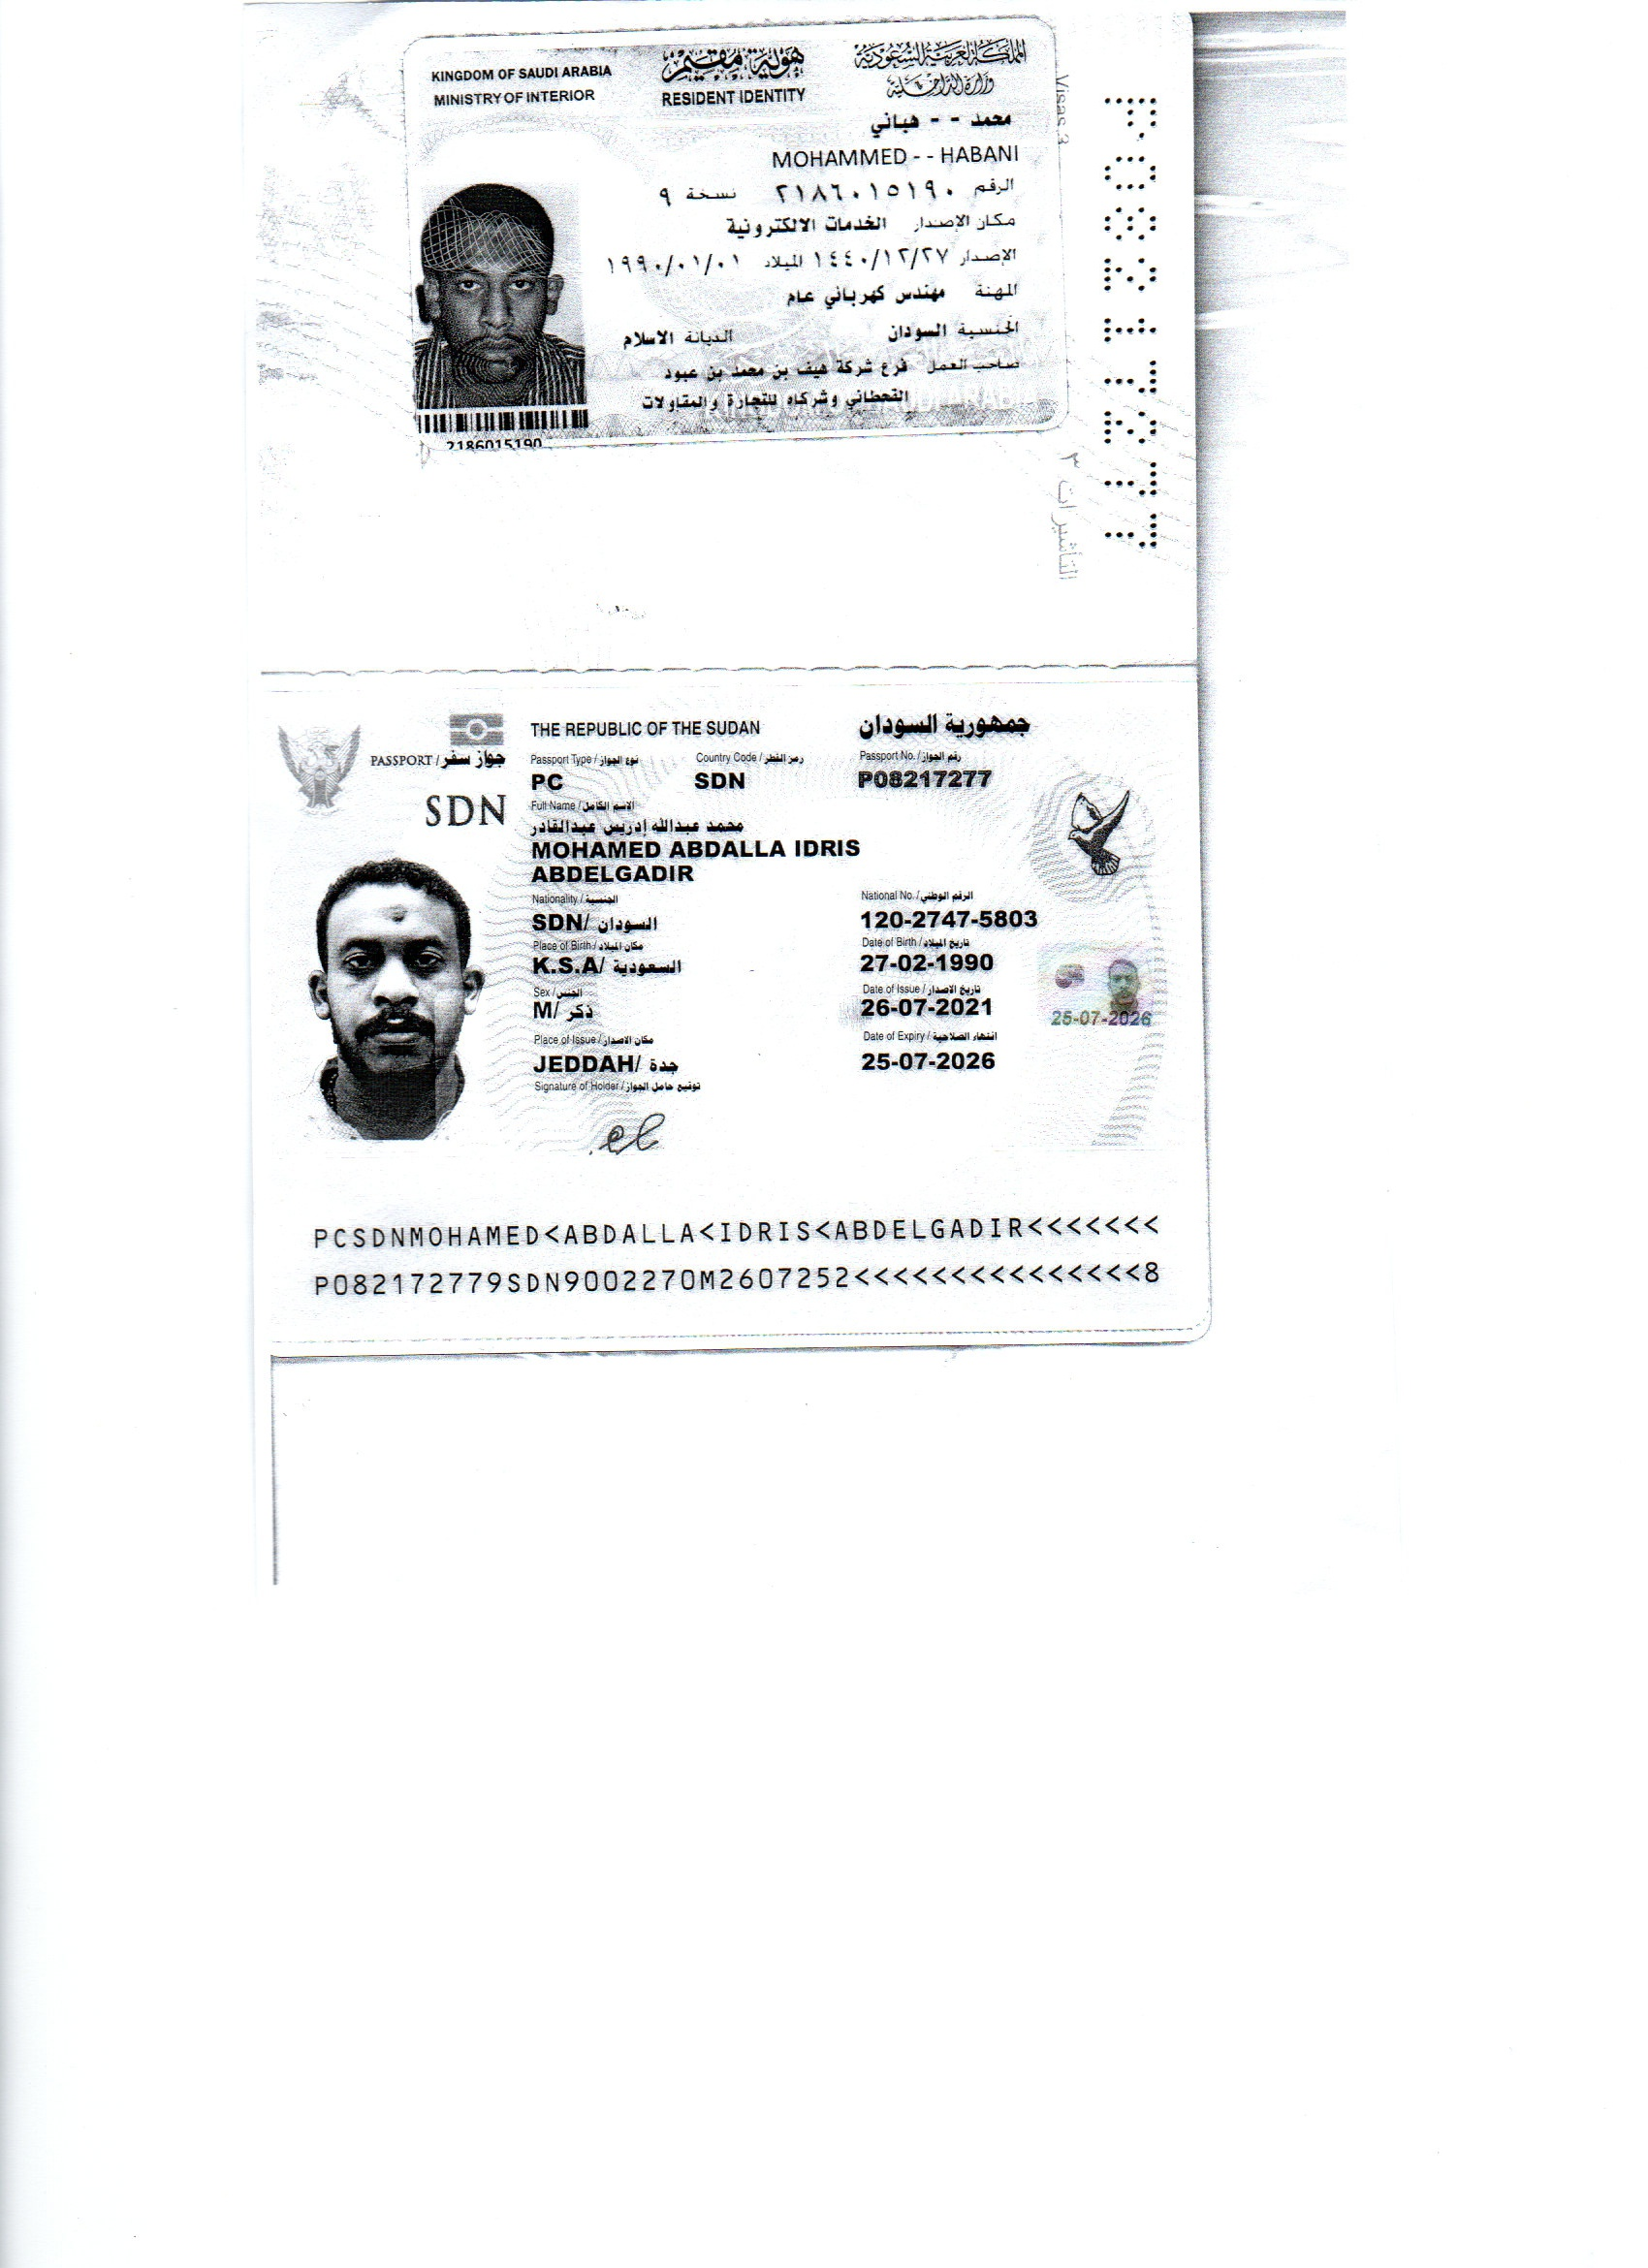 KINGDOM OF SAUDI ARABIA
MINISTRY OF INTERIOR
هوية مقيم
RESIDENT IDENTITY
المملكة العربية السعودية
وزارة الداخلية
محمد - - هباني
MOHAMMED - - HABANI
الرقم ٢١٨٦٠١٥١٩٠ نسخة ٩
مكان الإصدار الخدمات الالكترونية
الإصدار ١٤٤٠/١٢/٢٧ الميلاد ١٩٩٠/٠١/٠١
المهنة مهندس كهربائي عام
الجنسية السودان الديانة الاسلام
صاحب العمل فرع شركة هيف بن محمد بن عبود
القحطاني وشركاه للتجارة والمقاولات
2186015190
Visas 3
التأشيرات ٣
THE REPUBLIC OF THE SUDAN جمهورية السودان
PASSPORT / جواز سفر
SDN
Passport Type / نوع الجواز Country Code / رمز القطر Passport No. / رقم الجواز
PC SDN P08217277
Full Name / الاسم الكامل
محمد عبدالله إدريس عبدالقادر
MOHAMED ABDALLA IDRIS
ABDELGADIR
Nationality / الجنسية National No. / الرقم الوطني
SDN/ السودان 120-2747-5803
Place of Birth / مكان الميلاد Date of Birth / تاريخ الميلاد
K.S.A/ السعودية 27-02-1990
Sex / الجنس Date of Issue / تاريخ الاصدار
M/ ذكر 26-07-2021
25-07-2026
Place of Issue / مكان الاصدار Date of Expiry / انتهاء الصلاحية
JEDDAH/ جدة 25-07-2026
Signature of Holder / توقيع حامل الجواز
PCSDNMOHAMED<ABDALLA<IDRIS<ABDELGADIR<<<<<<<
P082172779SDN9002270M2607252<<<<<<<<<<<<<<<8